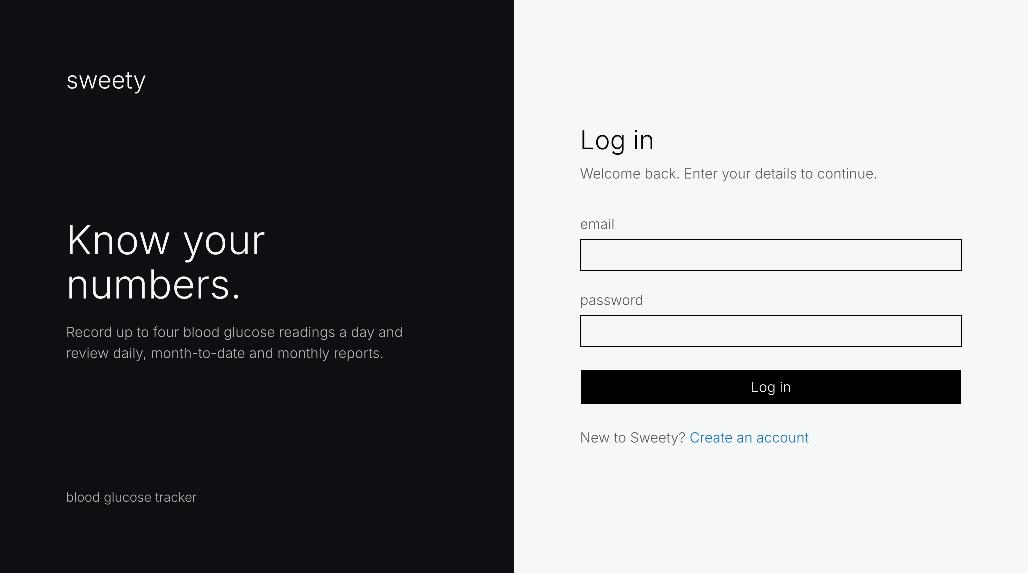 sweety
Know your
numbers.
Record up to four blood glucose readings a day and
review daily, month-to-date and monthly reports.
blood glucose tracker
Log in
Welcome back. Enter your details to continue.
email
password
Log in
New to Sweety? Create an account